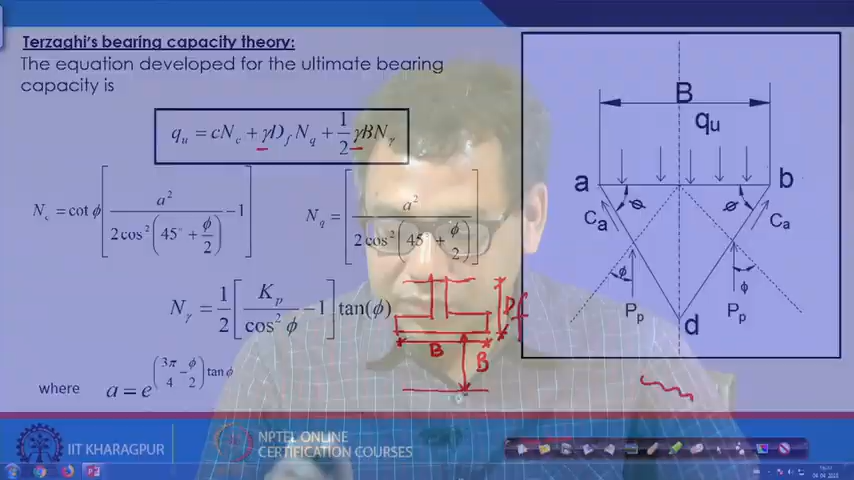 Terzaghi's bearing capacity theory:
The equation developed for the ultimate bearing
capacity is
q_u = cN_c + γD_f N_q + 1/2 γBN_γ
N_c = cot ϕ [ a² / (2cos²(45° + ϕ/2)) − 1 ]
N_q = [ a² / (2cos²(45° + ϕ/2)) ]
N_γ = 1/2 [ K_p / cos² ϕ − 1 ] tan(ϕ)
where a = e^((3π/4 − ϕ/2) tan ϕ)
B
B
Df
B
q_u
a
b
ϕ
ϕ
C_a
C_a
ϕ
ϕ
P_p
P_p
d
IIT KHARAGPUR
NPTEL ONLINE
CERTIFICATION COURSES